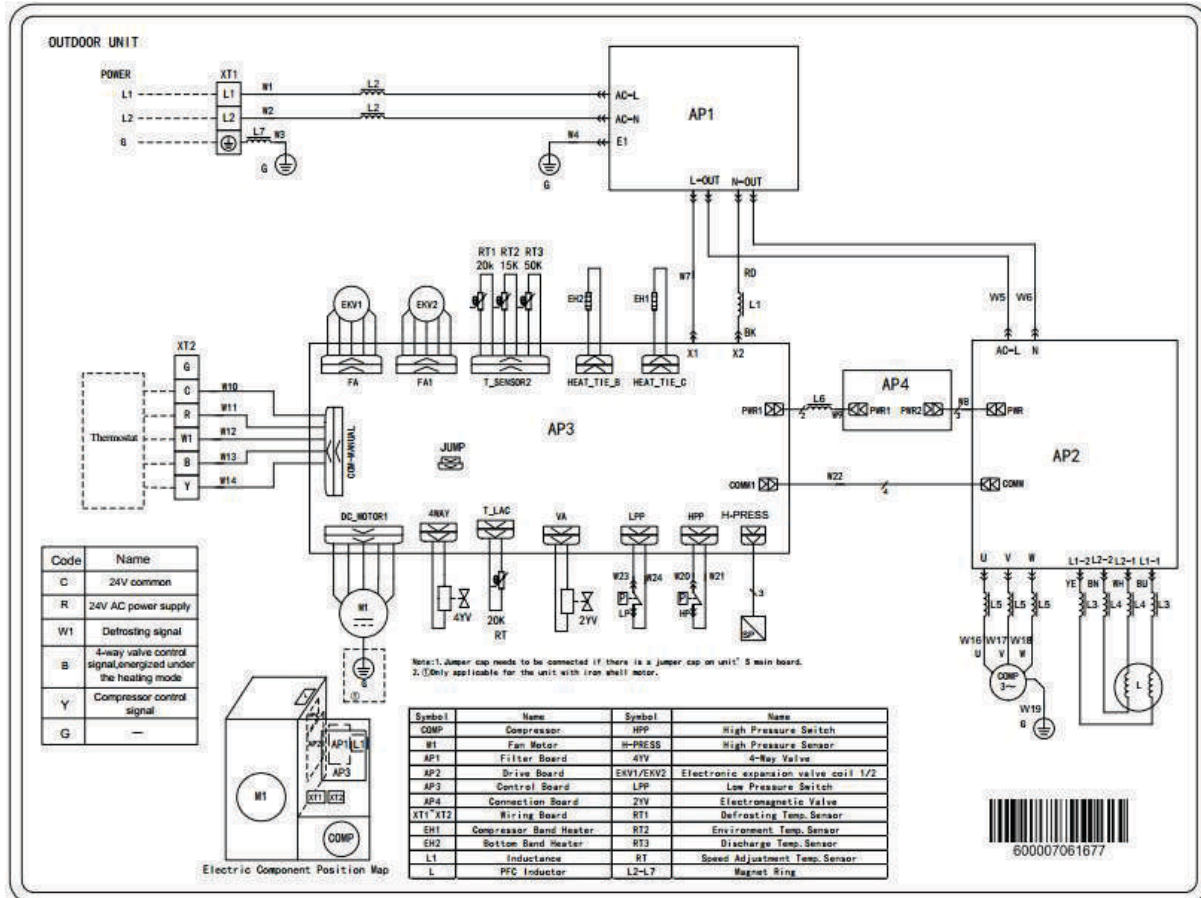 OUTDOOR UNIT
POWER
XT1
L1
L1
W1
L2
AC-L
L2
L2
W2
L2
AC-N
G
L7
W3
G
W4
G
E1
AP1
L-OUT
N-OUT
RT1 RT2 RT3
20k 15K 50K
EKV1
EKV2
EH2
EH1
W7
RD
L1
BK
W5
W6
FA
FA1
T_SENSOR2
HEAT_TIE_B
HEAT_TIE_C
X1
X2
AC-L
N
XT2
G
C
R
W1
B
Y
Thermostat
W10
W11
W12
W13
W14
COM-MANUAL
JUMP
AP3
PWR1
2
L6
W9
AP4
PWR1
PWR2
W8
3
PWR
AP2
COMM1
W22
4
COMM
DC_MOTOR1
4WAY
T_LAC
VA
LPP
HPP
H-PRESS
M1
G
①
4YV
20K
RT
2YV
W23
W24
P
LP
W20
W21
P
HP
3
SP
U
V
W
L1-2
L2-2
L2-1
L1-1
YE
BN
WH
BU
L5
L5
L5
L3
L4
L4
L3
W16
W17
W18
U
V
W
COMP
3~
W19
G
L
Code Name
C 24V common
R 24V AC power supply
W1 Defrosting signal
B 4-way valve control
signal,energized under
the heating mode
Y Compressor control
signal
G —
Note:1.Jumper cap needs to be connected if there is a jumper cap on unit' S main board.
2.①Only applicable for the unit with iron shell motor.
L
AP4
AP2
AP1
L1
AP3
XT1
XT2
M1
COMP
Electric Component Position Map
Symbol Name Symbol Name
COMP Compressor HPP High Pressure Switch
M1 Fan Motor H-PRESS High Pressure Sensor
AP1 Filter Board 4YV 4-Way Valve
AP2 Drive Board EKV1/EKV2 Electronic expansion valve coil 1/2
AP3 Control Board LPP Low Pressure Switch
AP4 Connection Board 2YV Electromagnetic Valve
XT1~XT2 Wiring Board RT1 Defrosting Temp.Sensor
EH1 Compressor Band Heater RT2 Environment Temp.Sensor
EH2 Bottom Band Heater RT3 Discharge Temp.Sensor
L1 Inductance RT Speed Adjustment Temp.Sensor
L PFC Inductor L2-L7 Magnet Ring
600007061677